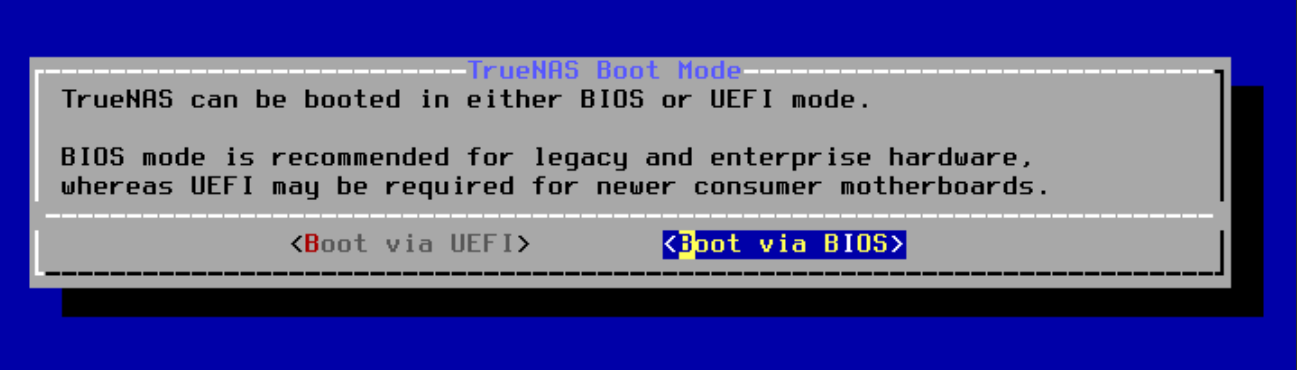 TrueNAS Boot Mode
TrueNAS can be booted in either BIOS or UEFI mode.
BIOS mode is recommended for legacy and enterprise hardware,
whereas UEFI may be required for newer consumer motherboards.
<Boot via UEFI> <Boot via BIOS>